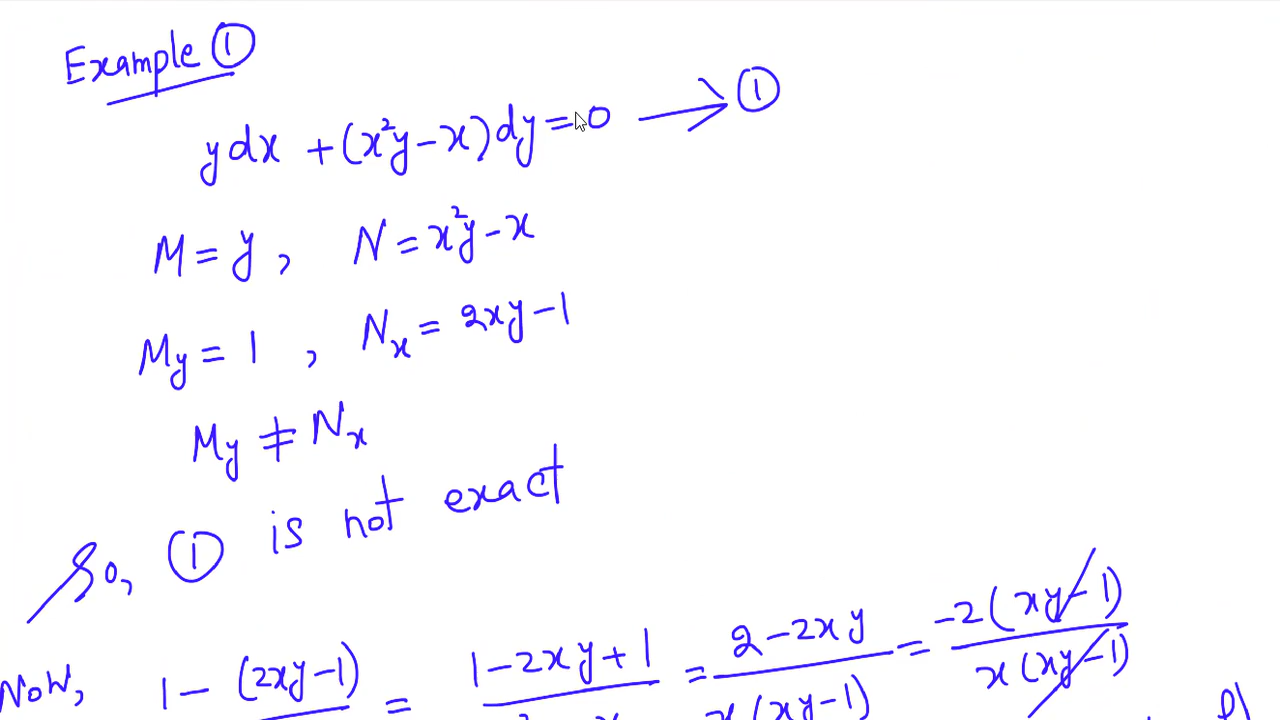 Example ①
ydx + (x²y - x)dy = 0 → ①
M = y , N = x²y - x
My = 1 , Nx = 2xy - 1
My ≠ Nx
So, ① is not exact
Now, 1 - (2xy - 1) = 1 - 2xy + 1 = 2 - 2xy / x(xy - 1) = -2(xy - 1) / x(xy - 1)